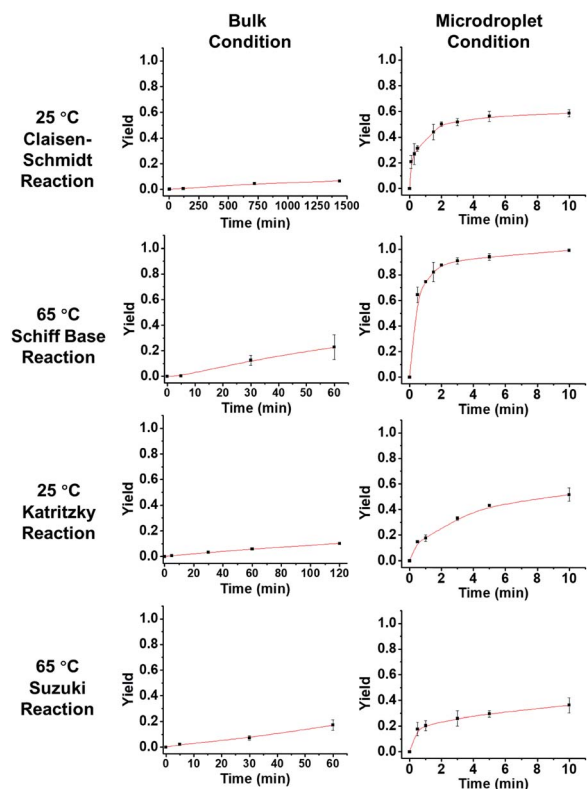 Bulk
Condition
Microdroplet
Condition
25 °C
Claisen-
Schmidt
Reaction
Yield
1.0
0.8
0.6
0.4
0.2
0.0
0 250 500 750 1000 1250 1500
Time (min)
Yield
1.0
0.8
0.6
0.4
0.2
0.0
0 2 4 6 8 10
Time (min)
65 °C
Schiff Base
Reaction
Yield
1.0
0.8
0.6
0.4
0.2
0.0
0 10 20 30 40 50 60
Time (min)
Yield
1.0
0.8
0.6
0.4
0.2
0.0
0 2 4 6 8 10
Time (min)
25 °C
Katritzky
Reaction
Yield
1.0
0.8
0.6
0.4
0.2
0.0
0 20 40 60 80 100 120
Time (min)
Yield
1.0
0.8
0.6
0.4
0.2
0.0
0 2 4 6 8 10
Time (min)
65 °C
Suzuki
Reaction
Yield
1.0
0.8
0.6
0.4
0.2
0.0
0 10 20 30 40 50 60
Time (min)
Yield
1.0
0.8
0.6
0.4
0.2
0.0
0 2 4 6 8 10
Time (min)